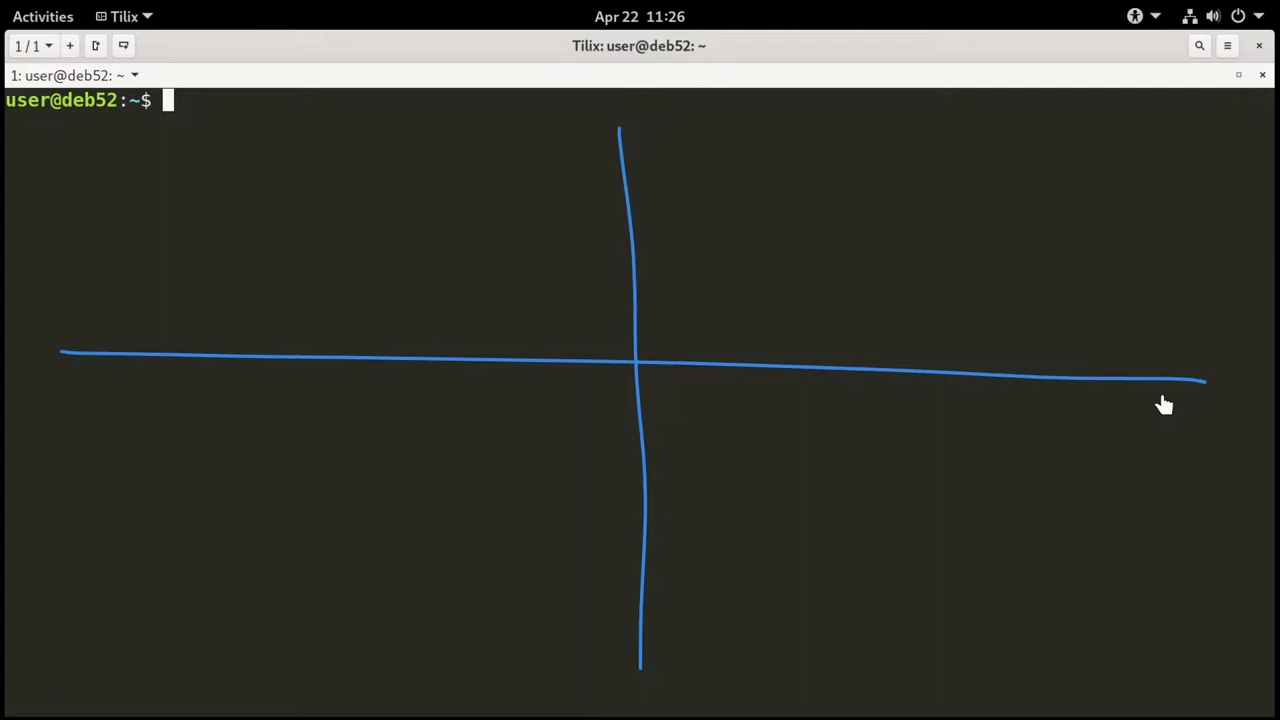 Activities Tilix Apr 22 11:26
1 / 1 + Tilix: user@deb52: ~
1: user@deb52: ~
user@deb52:~$